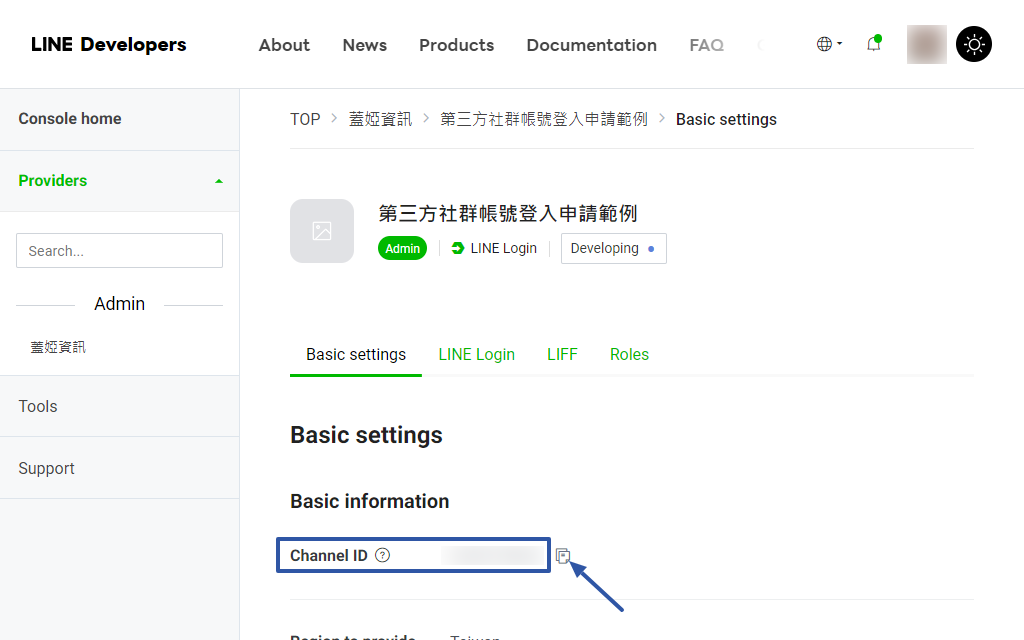 LINE Developers About News Products Documentation FAQ
Console home
Providers
Search...
Admin
蓋婭資訊
Tools
Support
TOP > 蓋婭資訊 > 第三方社群帳號登入申請範例 > Basic settings
第三方社群帳號登入申請範例
Admin LINE Login Developing
Basic settings LINE Login LIFF Roles
Basic settings
Basic information
Channel ID ?
Region to provide Taiwan